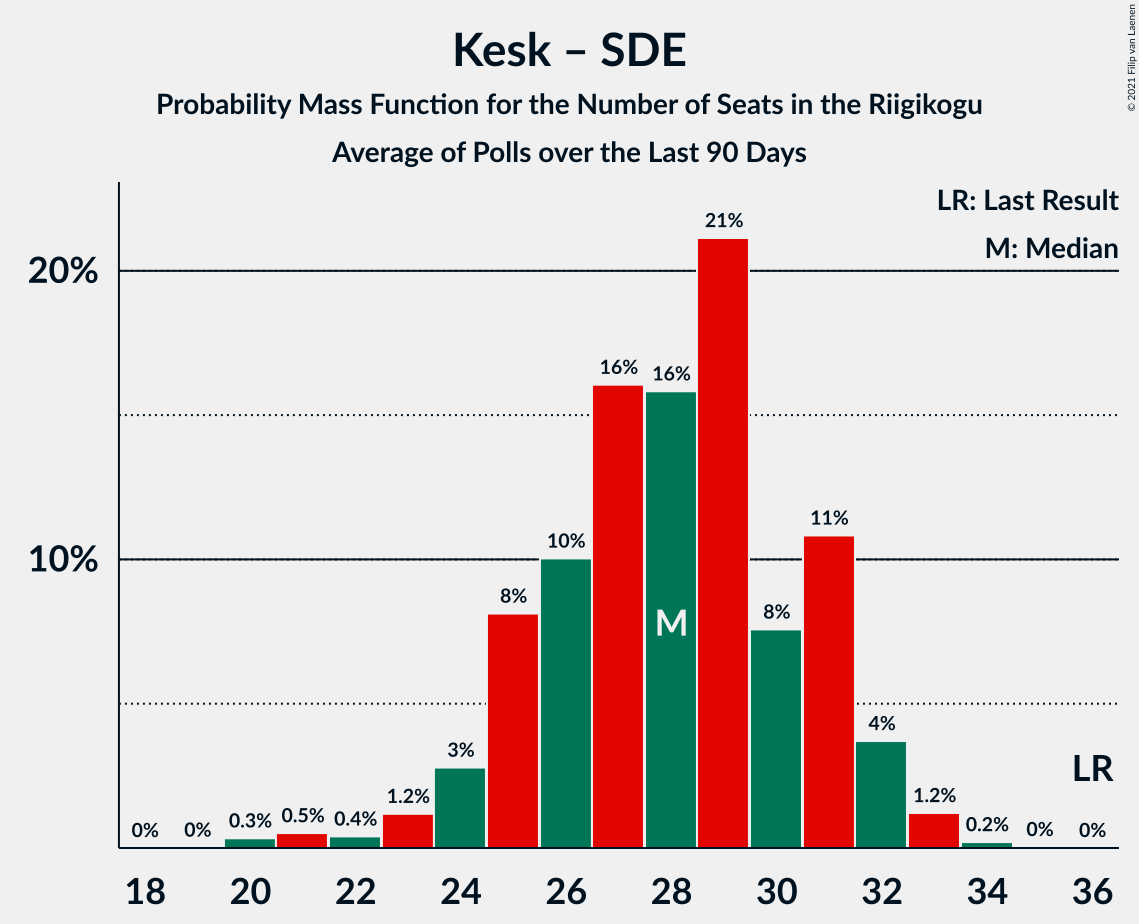 Kesk – SDE
Probability Mass Function for the Number of Seats in the Riigikogu
Average of Polls over the Last 90 Days
© 2021 Filip van Laenen
LR: Last Result
M: Median
20%
10%
0%
0%
0.3%
0.5%
0.4%
1.2%
3%
8%
10%
16%
16%
21%
8%
11%
4%
1.2%
0.2%
0%
0%
M
LR
18 20 22 24 26 28 30 32 34 36